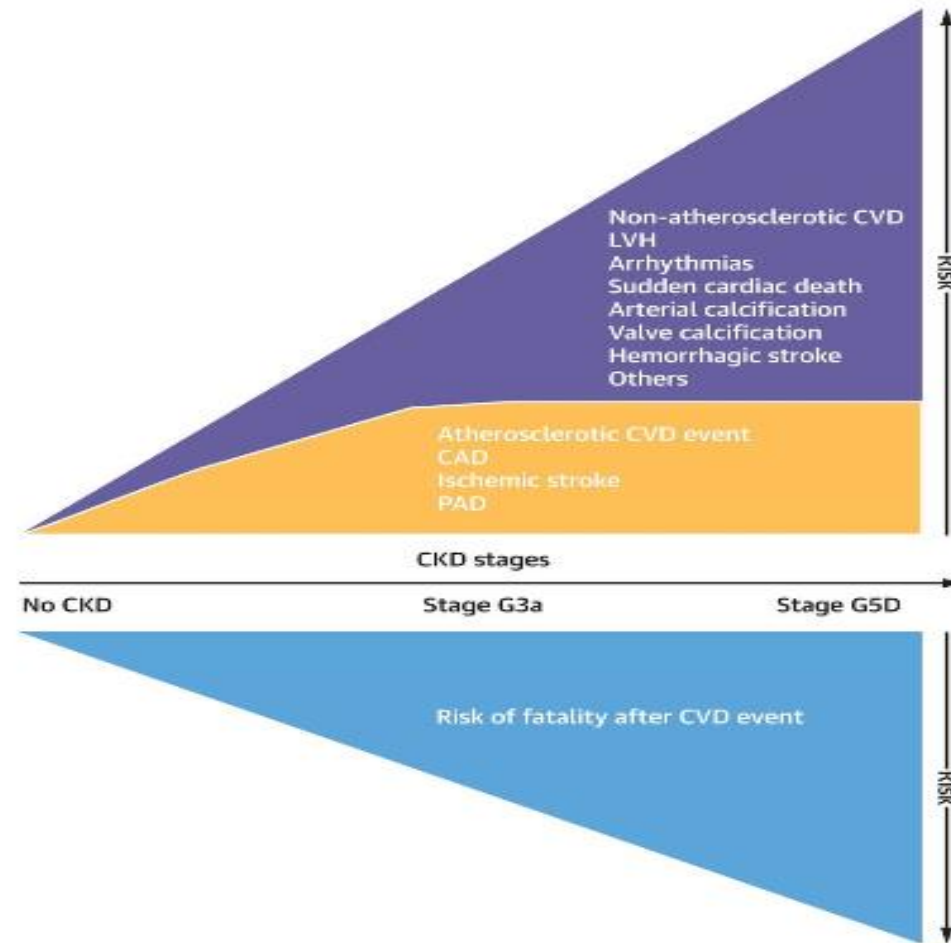 Non-atherosclerotic CVD
LVH
Arrhythmias
Sudden cardiac death
Arterial calcification
Valve calcification
Hemorrhagic stroke
Others
Risk
Atherosclerotic CVD event
CAD
Ischemic stroke
PAD
CKD stages
No CKD Stage G3a Stage G5D
Risk of fatality after CVD event
Risk